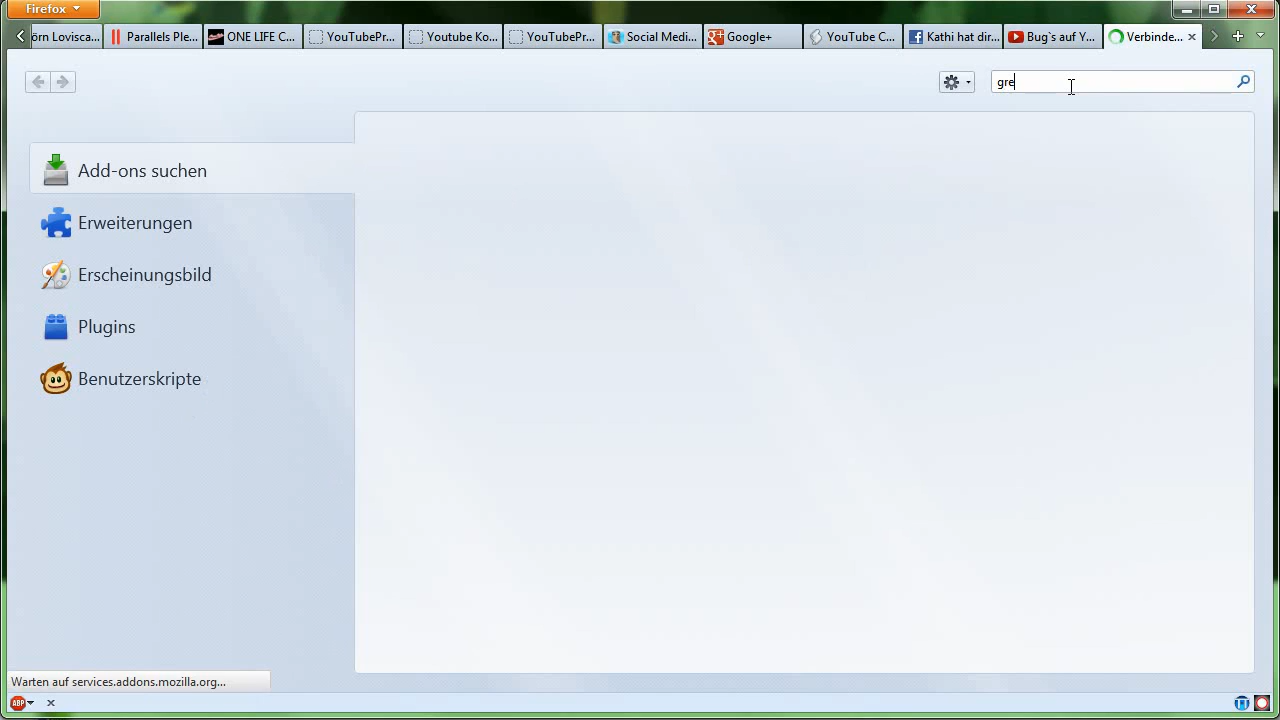 Firefox
örn Lovisca...
Parallels Ple...
ONE LIFE C...
YouTubePr...
Youtube Ko...
YouTubePr...
Social Medi...
Google+
YouTube C...
Kathi hat dir...
Bug`s auf Y...
Verbinde...
gre
Add-ons suchen
Erweiterungen
Erscheinungsbild
Plugins
Benutzerskripte
Warten auf services.addons.mozilla.org...
ABP